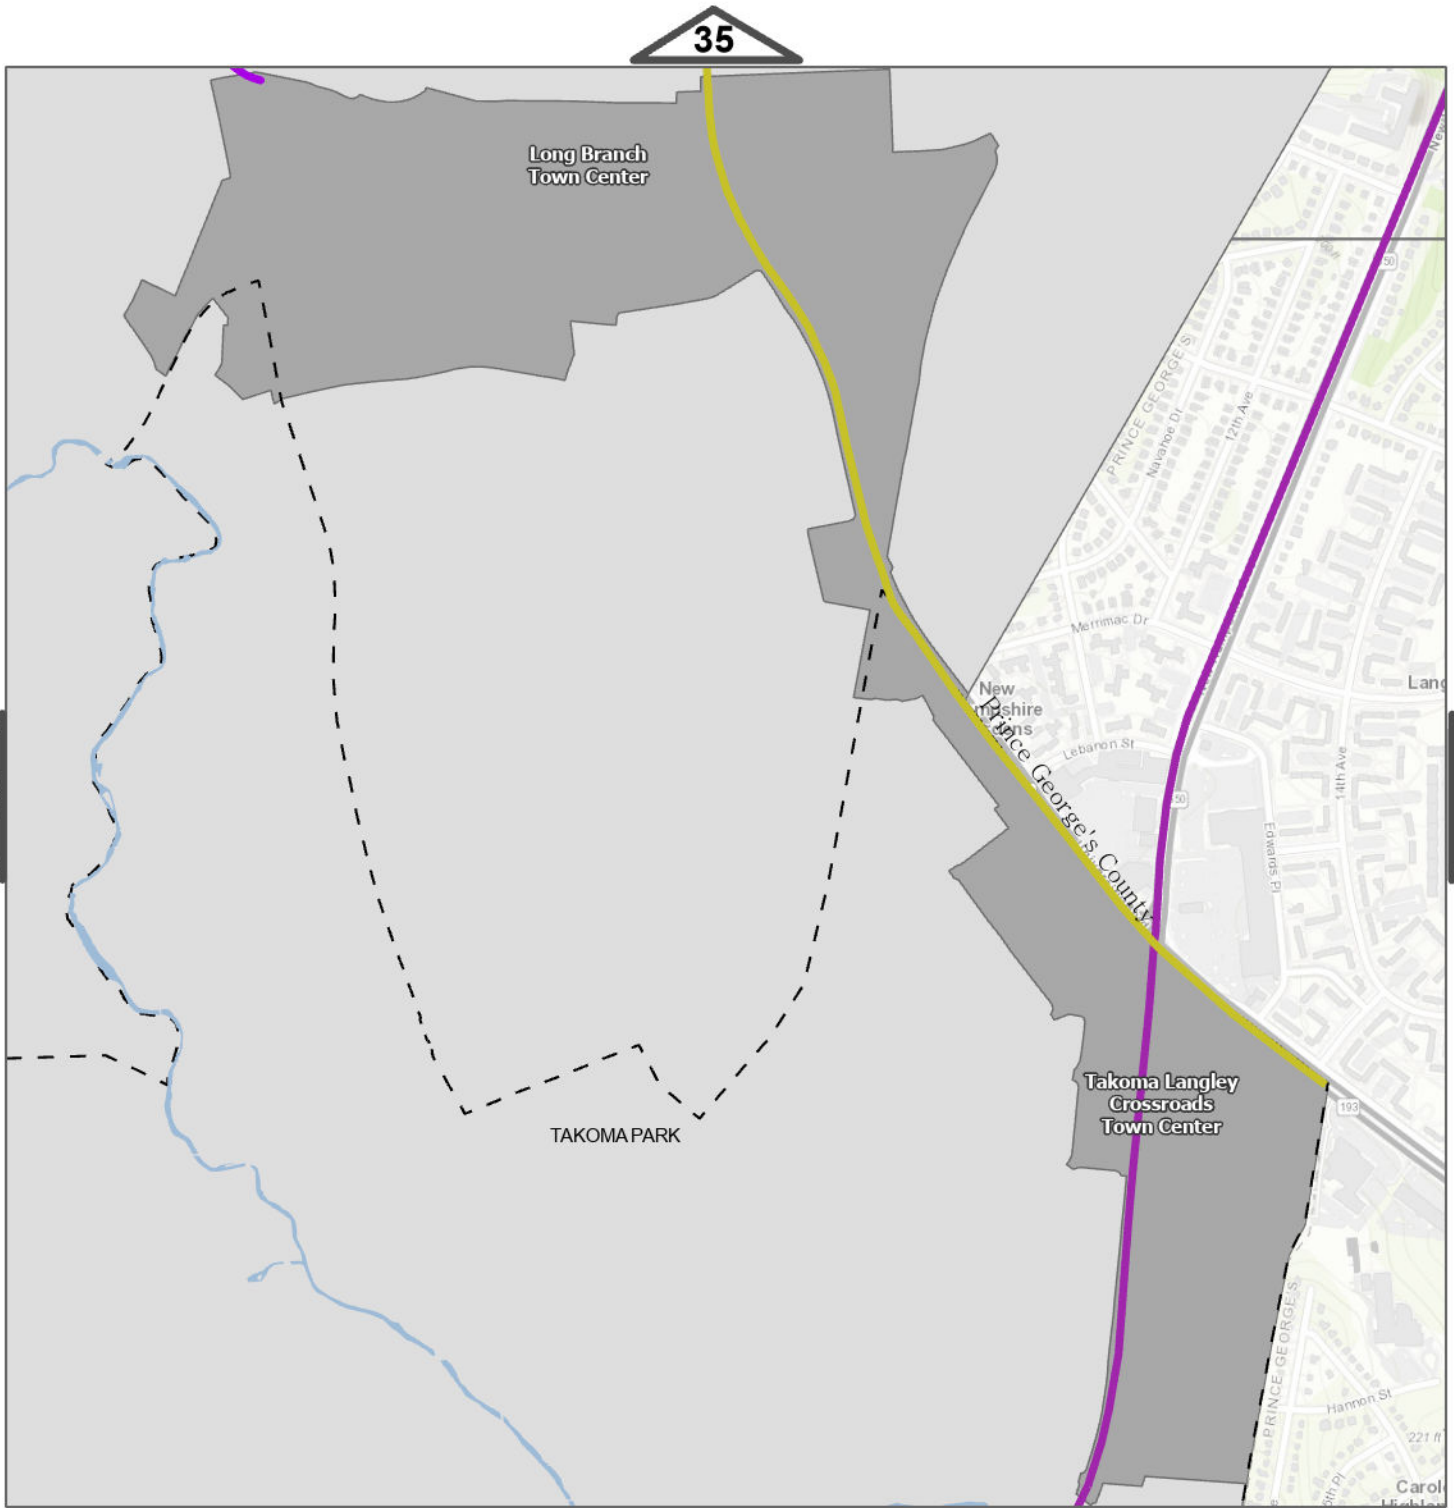 35
Long Branch
Town Center
50
PRINCE GEORGE'S
Navahoe Dr
12th Ave
Merrimac Dr
New
Lang
Prince George's County
Lebanon St
14th Ave
50
Edwards Pl
Takoma Langley
Crossroads
Town Center
193
TAKOMA PARK
PRINCE GEORGE'S
Hannon St
221 ft
Carol